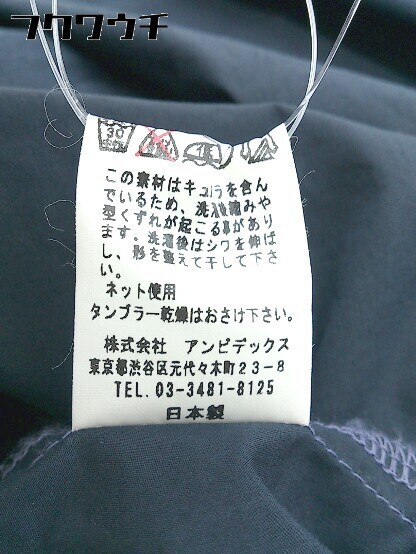 フクワウチ
30
この素材はキュプラを含ん
でいるため、洗濯縮みや
型くずれが起こる事があり
ます。洗濯後はシワを伸ば
し、形を整えて干して下さ
い。
ネット使用
タンブラー乾燥はおさけ下さい。
株式会社 アンビデックス
東京都渋谷区元代々木町23-8
TEL. 03-3481-8125
日本製